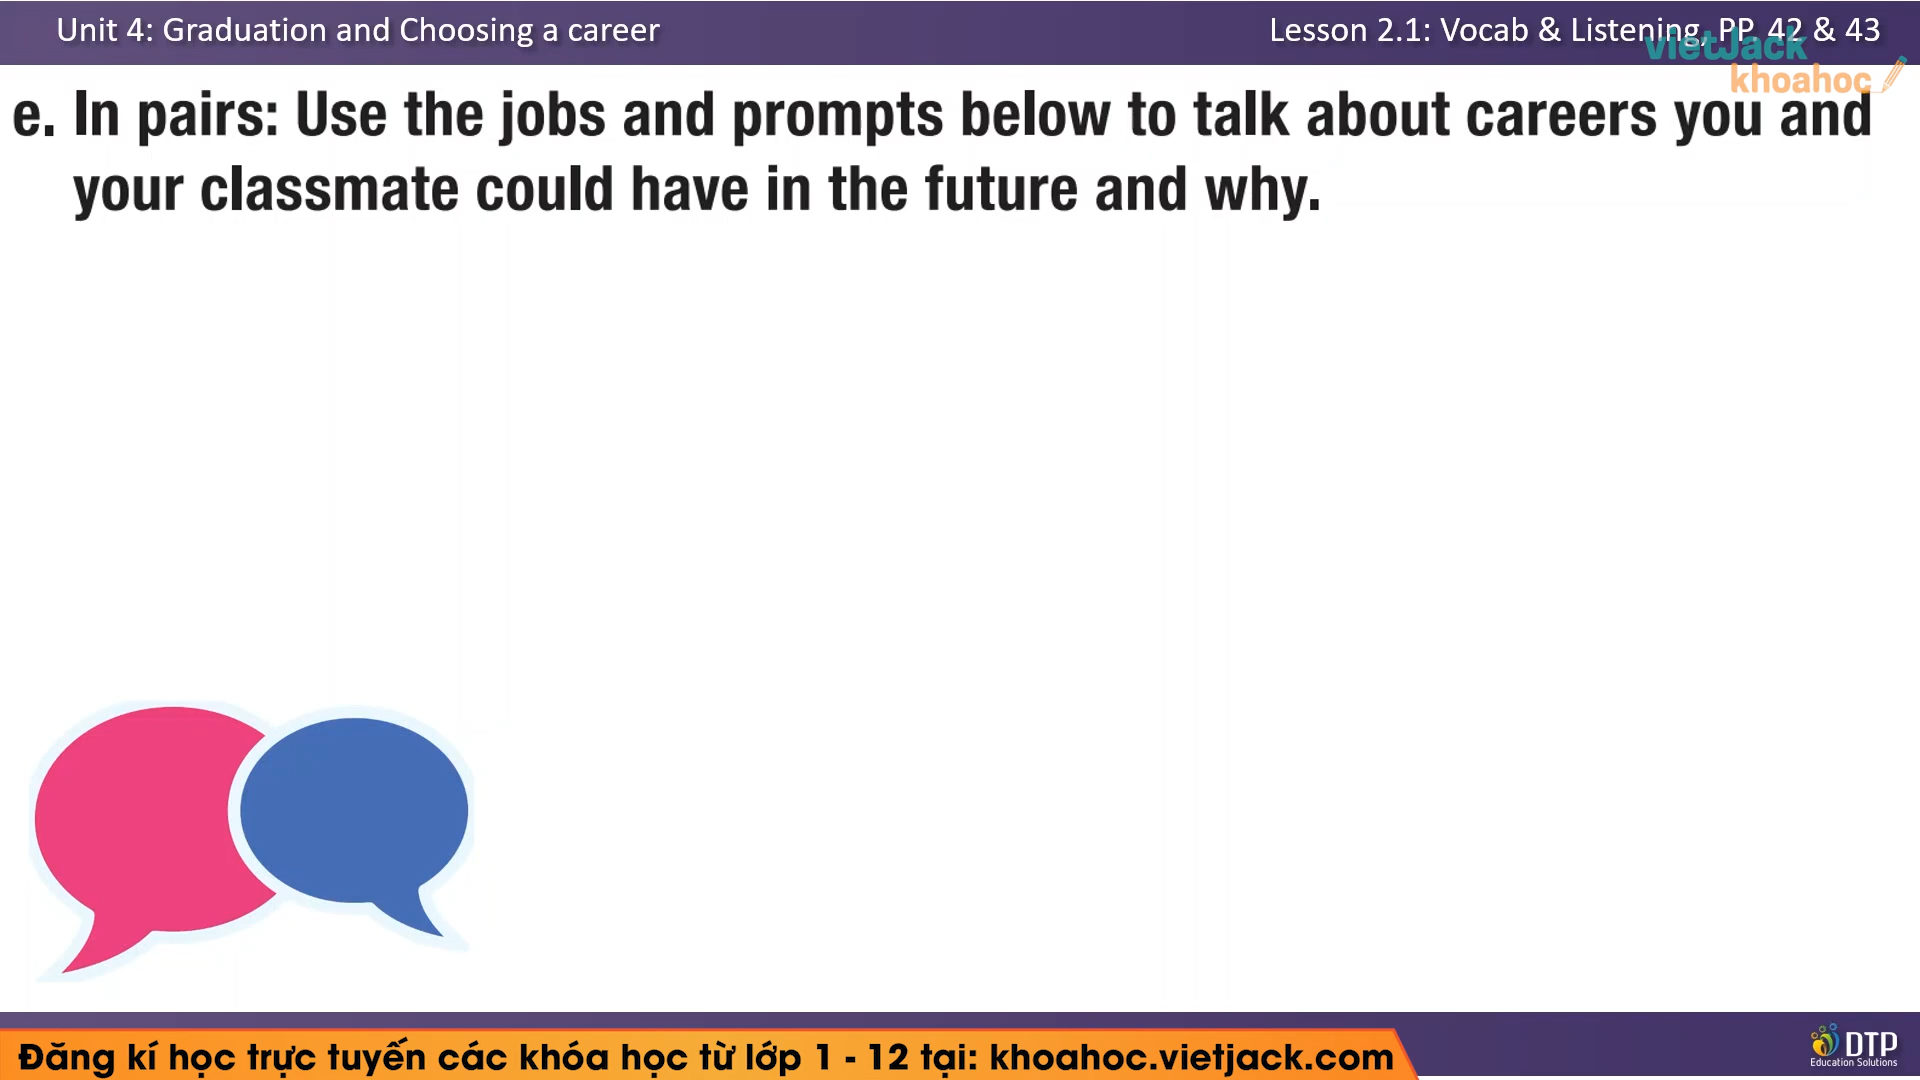 Unit 4: Graduation and Choosing a career
Lesson 2.1: Vocab & Listening, PP. 42 & 43
vietJack
khoahoc
e. In pairs: Use the jobs and prompts below to talk about careers you and
your classmate could have in the future and why.
Đăng kí học trực tuyến các khóa học từ lớp 1 - 12 tại: khoahoc.vietjack.com
DTP
Education Solutions